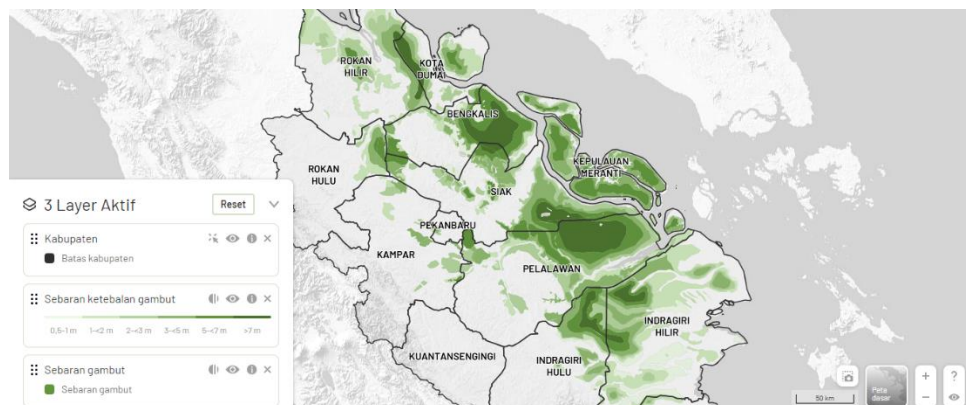 ROKAN
HILIR
KOTA
DUMAI
BENGKALIS
ROKAN
HULU
KEPULAUAN
MERANTI
SIAK
PEKANBARU
KAMPAR
PELALAWAN
INDRAGIRI
HILIR
KUANTANSENGINGI
INDRAGIRI
HULU
3 Layer Aktif
Reset
Kabupaten
Batas kabupaten
Sebaran ketebalan gambut
0,5-1 m 1-<2 m 2-<3 m 3-<5 m 5-<7 m >7 m
Sebaran gambut
Sebaran gambut
50 km
Peta
dasar
+
−
?